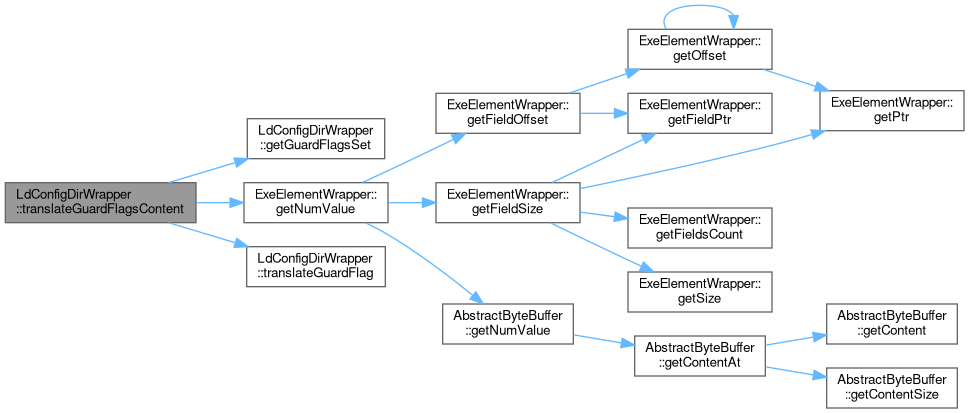 LdConfigDirWrapper
::translateGuardFlagsContent
LdConfigDirWrapper
::getGuardFlagsSet
ExeElementWrapper::
getNumValue
LdConfigDirWrapper
::translateGuardFlag
ExeElementWrapper::
getFieldOffset
ExeElementWrapper::
getFieldSize
AbstractByteBuffer
::getNumValue
ExeElementWrapper::
getOffset
ExeElementWrapper::
getFieldPtr
ExeElementWrapper::
getFieldsCount
ExeElementWrapper::
getSize
AbstractByteBuffer
::getContentAt
ExeElementWrapper::
getPtr
AbstractByteBuffer
::getContent
AbstractByteBuffer
::getContentSize